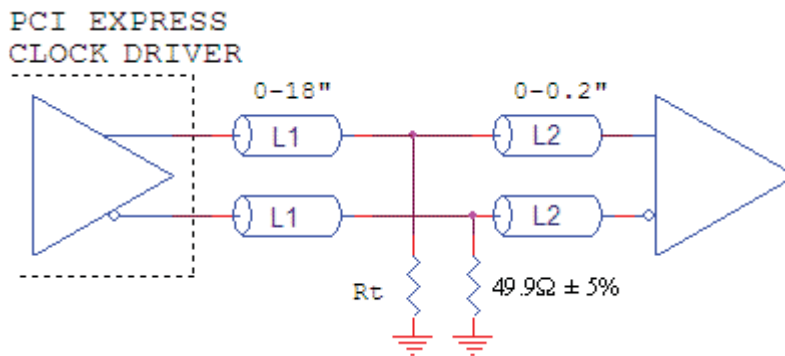 PCI EXPRESS
CLOCK DRIVER
0-18"
0-0.2"
L1
L2
L1
L2
Rt
49.9Ω ± 5%